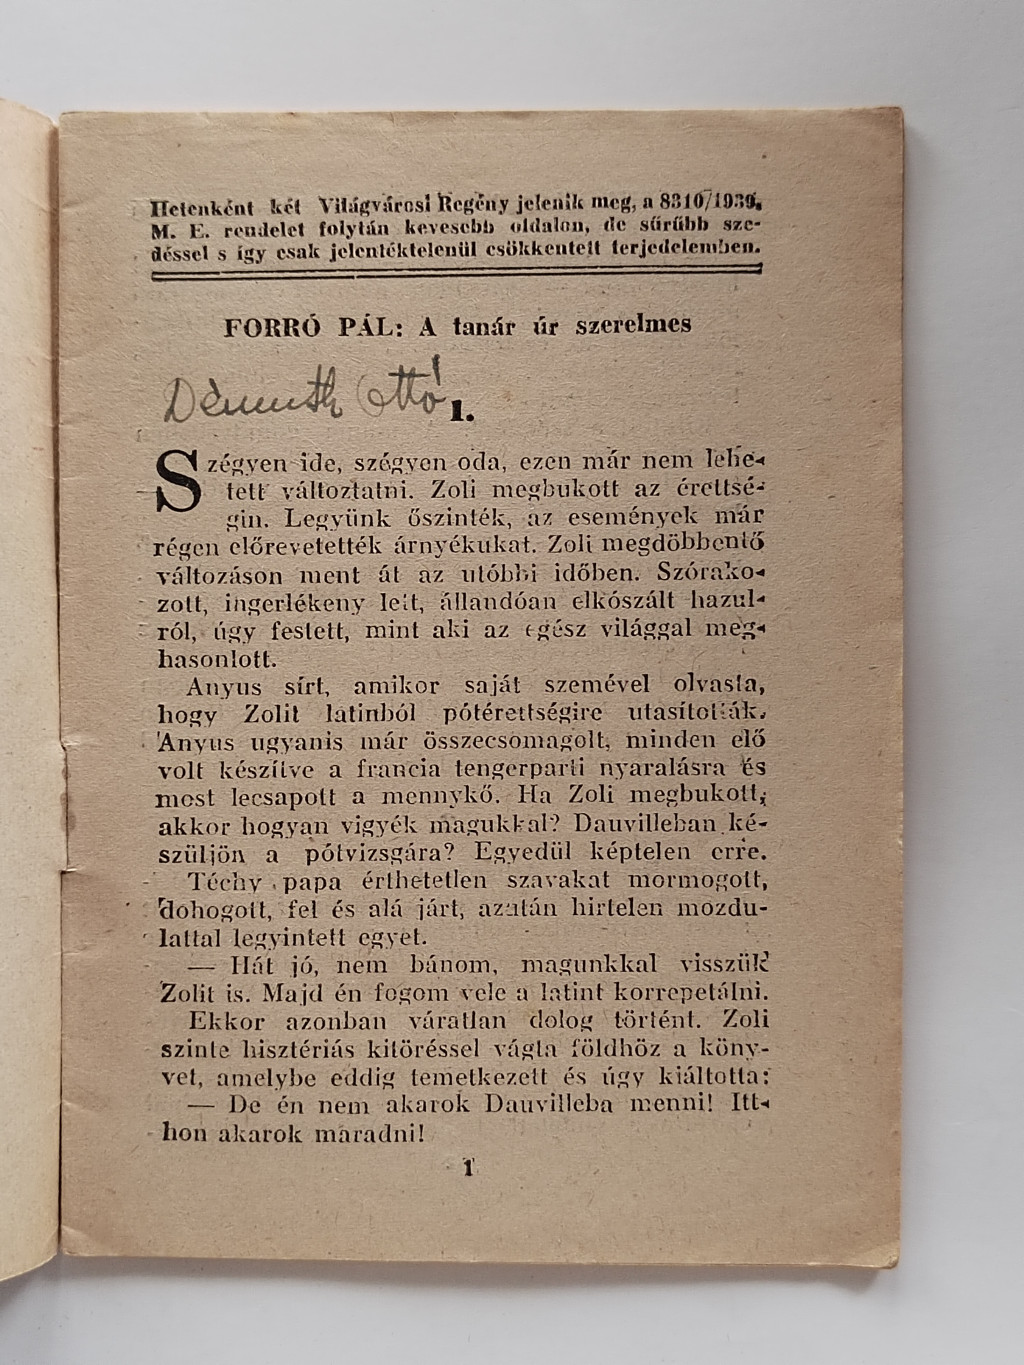 Hetenként két Világvárosi Regény jelenik meg, a 8310/1939.
M. E. rendelet folytán kevesebb oldalon, de sűrűbb sze-
déssel s így csak jelentéktelenül csökkentett terjedelemben.
FORRÓ PÁL: A tanár úr szerelmes
Démuth Ottó
1.
Szégyen ide, szégyen oda, ezen már nem lehe-
tett változtatni. Zoli megbukott az érettsé-
gin. Legyünk őszinték, az események már
régen előrevetették árnyékukat. Zoli megdöbbentő
változáson ment át az utóbbi időben. Szórako-
zott, ingerlékeny lett, állandóan elkószált hazul-
ról, úgy festett, mint aki az egész világgal meg-
hasonlott.
Anyus sírt, amikor saját szemével olvasta,
hogy Zolit latinból pótérettségire utasították.
Anyus ugyanis már összecsomagolt, minden elő
volt készítve a francia tengerparti nyaralásra és
most lecsapott a mennykő. Ha Zoli megbukott,
akkor hogyan vigyék magukkal? Dauvilleban ké-
szüljön a pótvizsgára? Egyedül képtelen erre.
Téchy papa érthetetlen szavakat mormogott,
dohogott, fel és alá járt, azután hirtelen mozdu-
lattal legyintett egyet.
— Hát jó, nem bánom, magunkkal visszük
Zolit is. Majd én fogom vele a latint korrepetálni.
Ekkor azonban váratlan dolog történt. Zoli
szinte hisztériás kitöréssel vágta földhöz a köny-
vet, amelybe eddig temetkezett és úgy kiáltotta:
— De én nem akarok Dauvilleba menni! Itt-
hon akarok maradni!
1